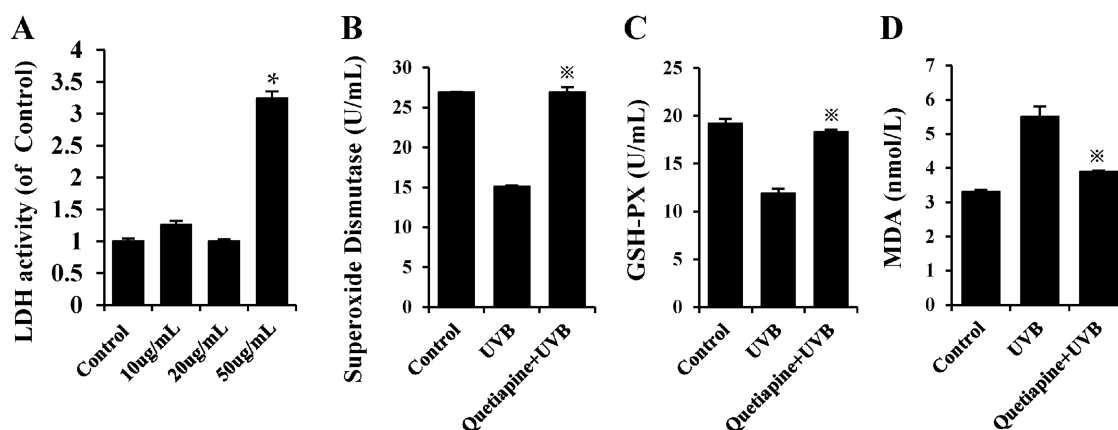 A
LDH activity (of Control)
4
3.5
3
2.5
2
1.5
1
0.5
0
*
Control
10ug/mL
20ug/mL
50ug/mL
B
Superoxide Dismutase (U/mL)
30
25
20
15
10
5
0
※
Control
UVB
Quetiapine+UVB
C
GSH-PX (U/mL)
25
20
15
10
5
0
※
Control
UVB
Quetiapine+UVB
D
MDA (nmol/L)
7
6
5
4
3
2
1
0
※
Control
UVB
Quetiapine+UVB